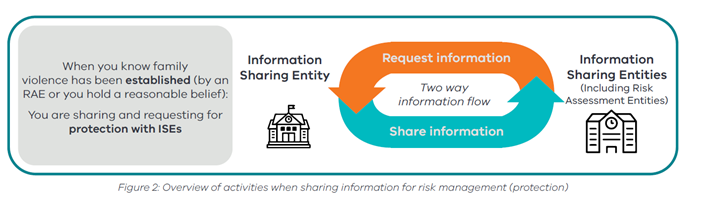 When you know family
violence has been established (by an
RAE or you hold a reasonable belief):
You are sharing and requesting for
protection with ISEs
Information
Sharing Entity
Request information
Two way
information flow
Share information
Information
Sharing Entities
(Including Risk
Assessment Entities)
Figure 2: Overview of activities when sharing information for risk management (protection)